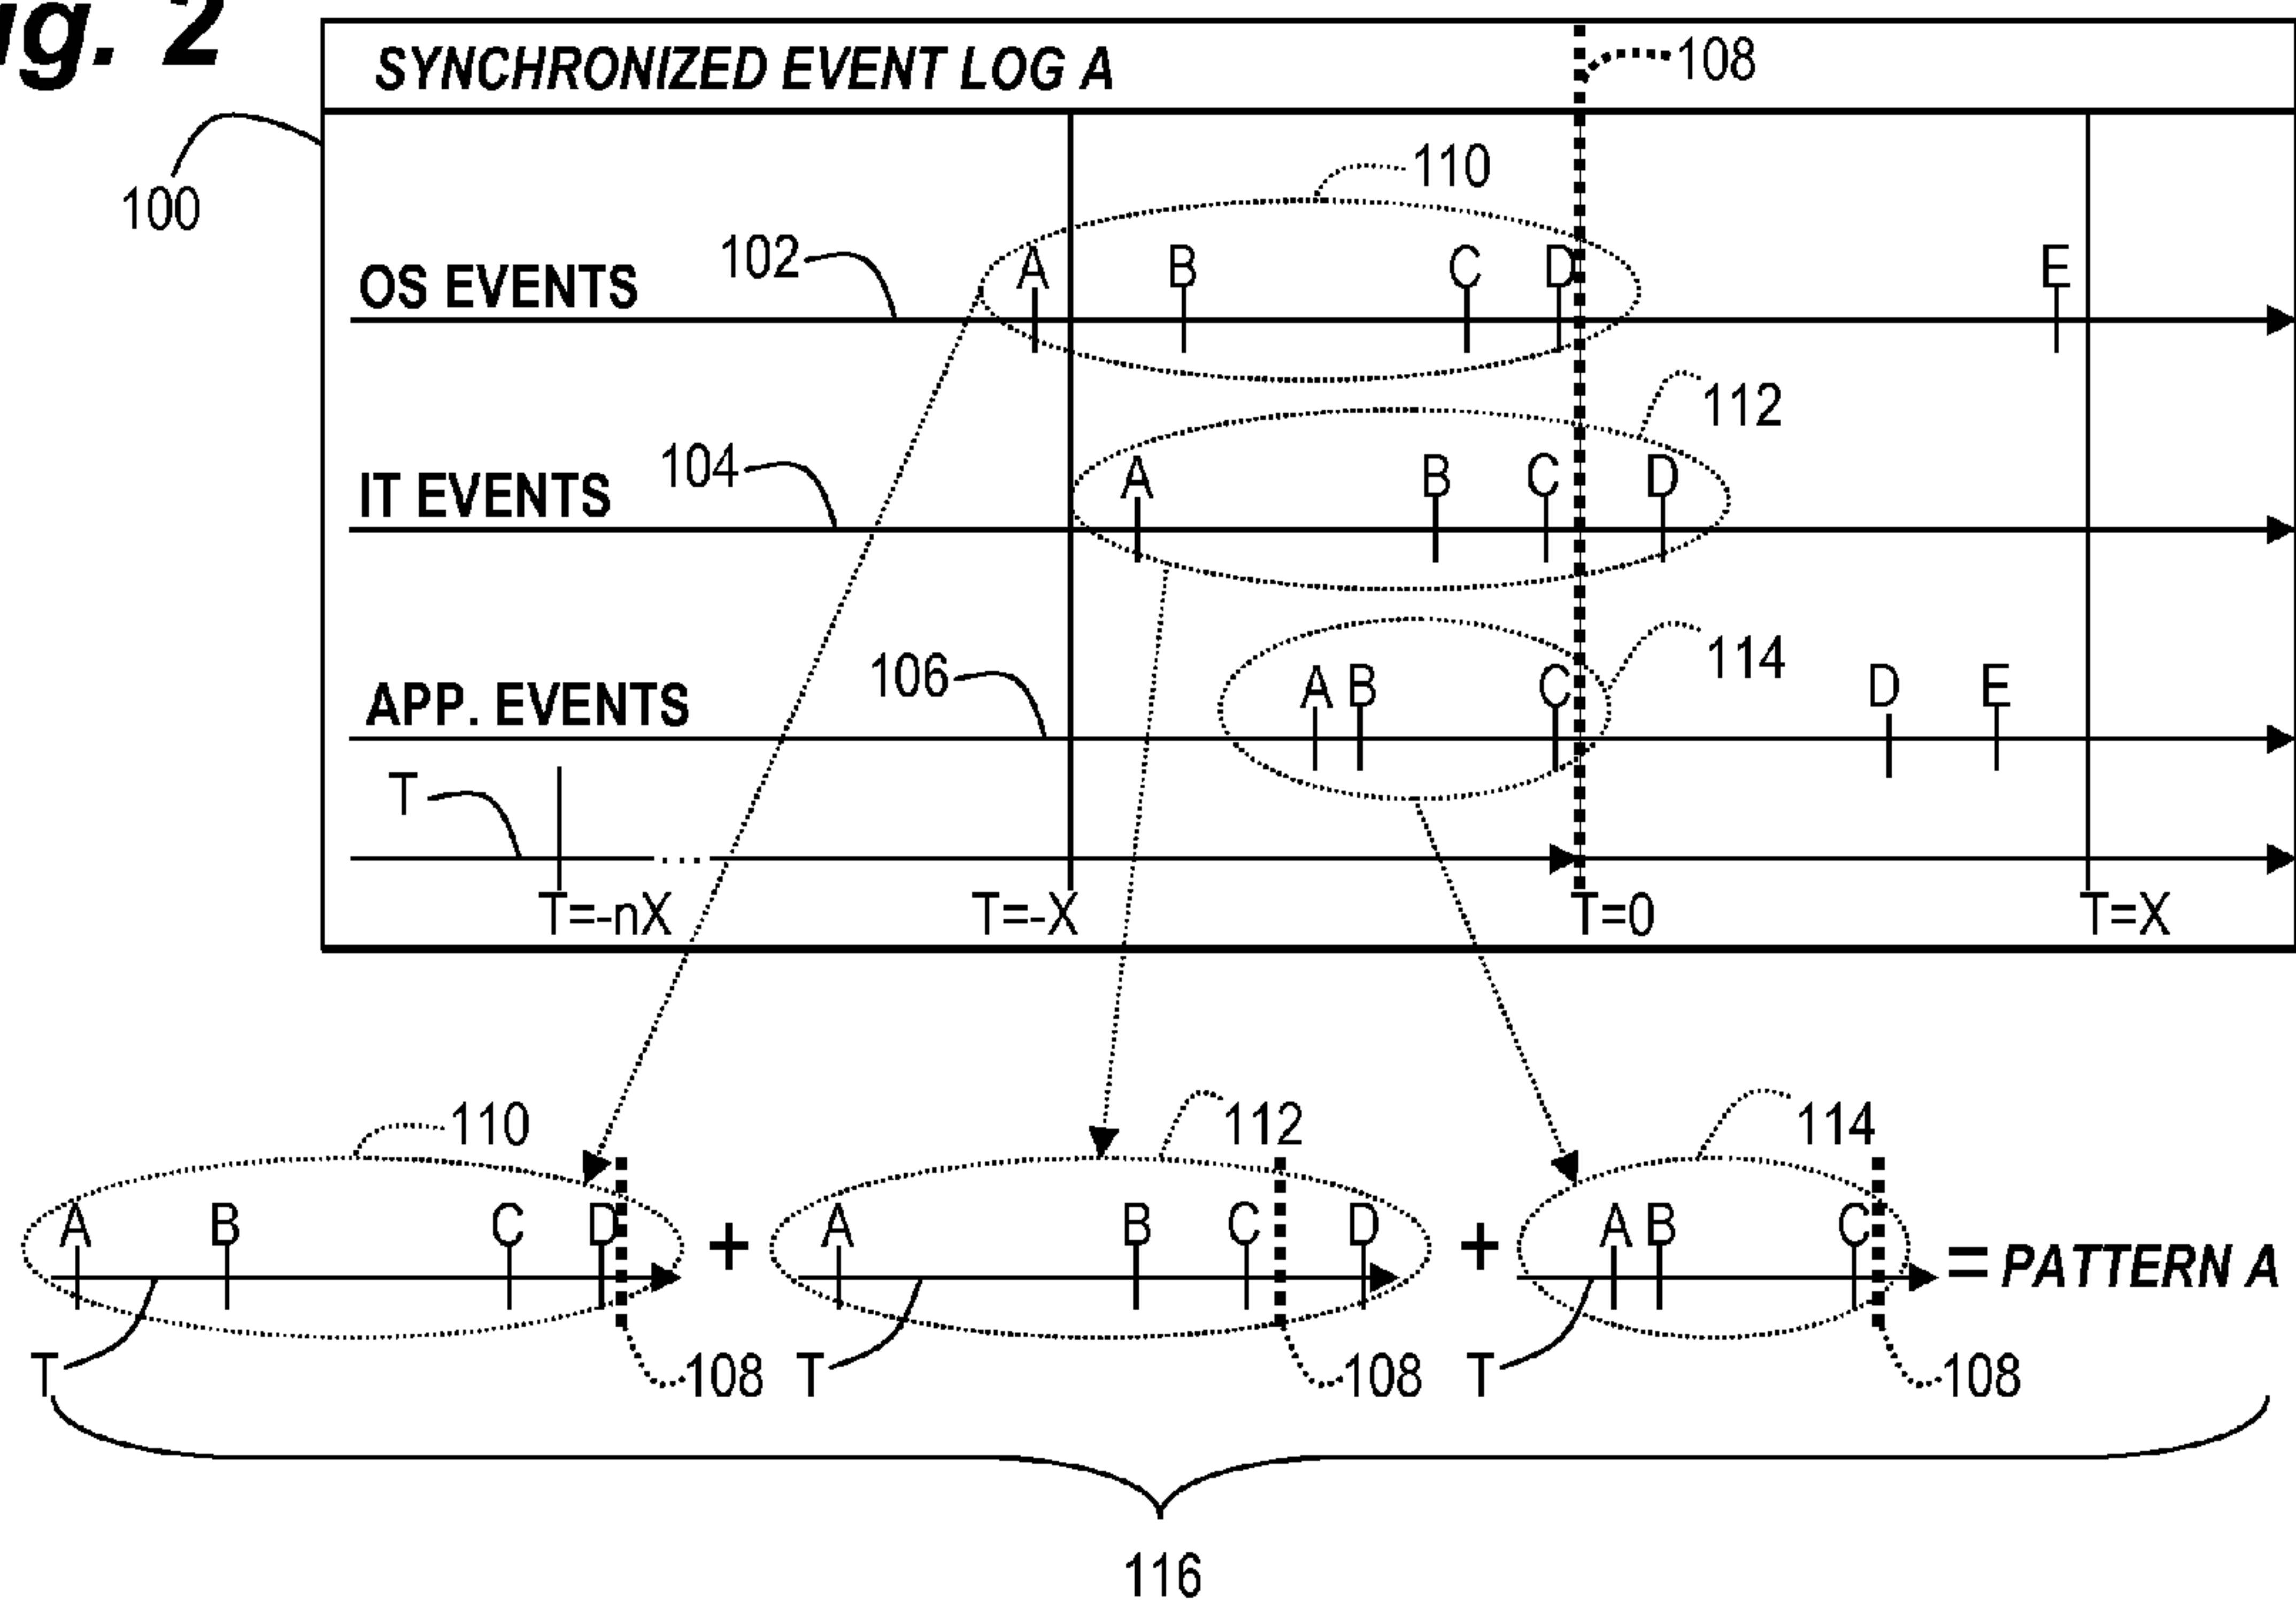 ig. 2
SYNCHRONIZED EVENT LOG A
108
100
110
OS EVENTS 102 A B C D E
112
IT EVENTS 104 A B C D
114
APP. EVENTS 106 A B C D E
T
....
T=-nX T=-X T=0 T=X
110 112 114
A B C D + A B C D + A B C = PATTERN A
T 108 T 108 T 108
116